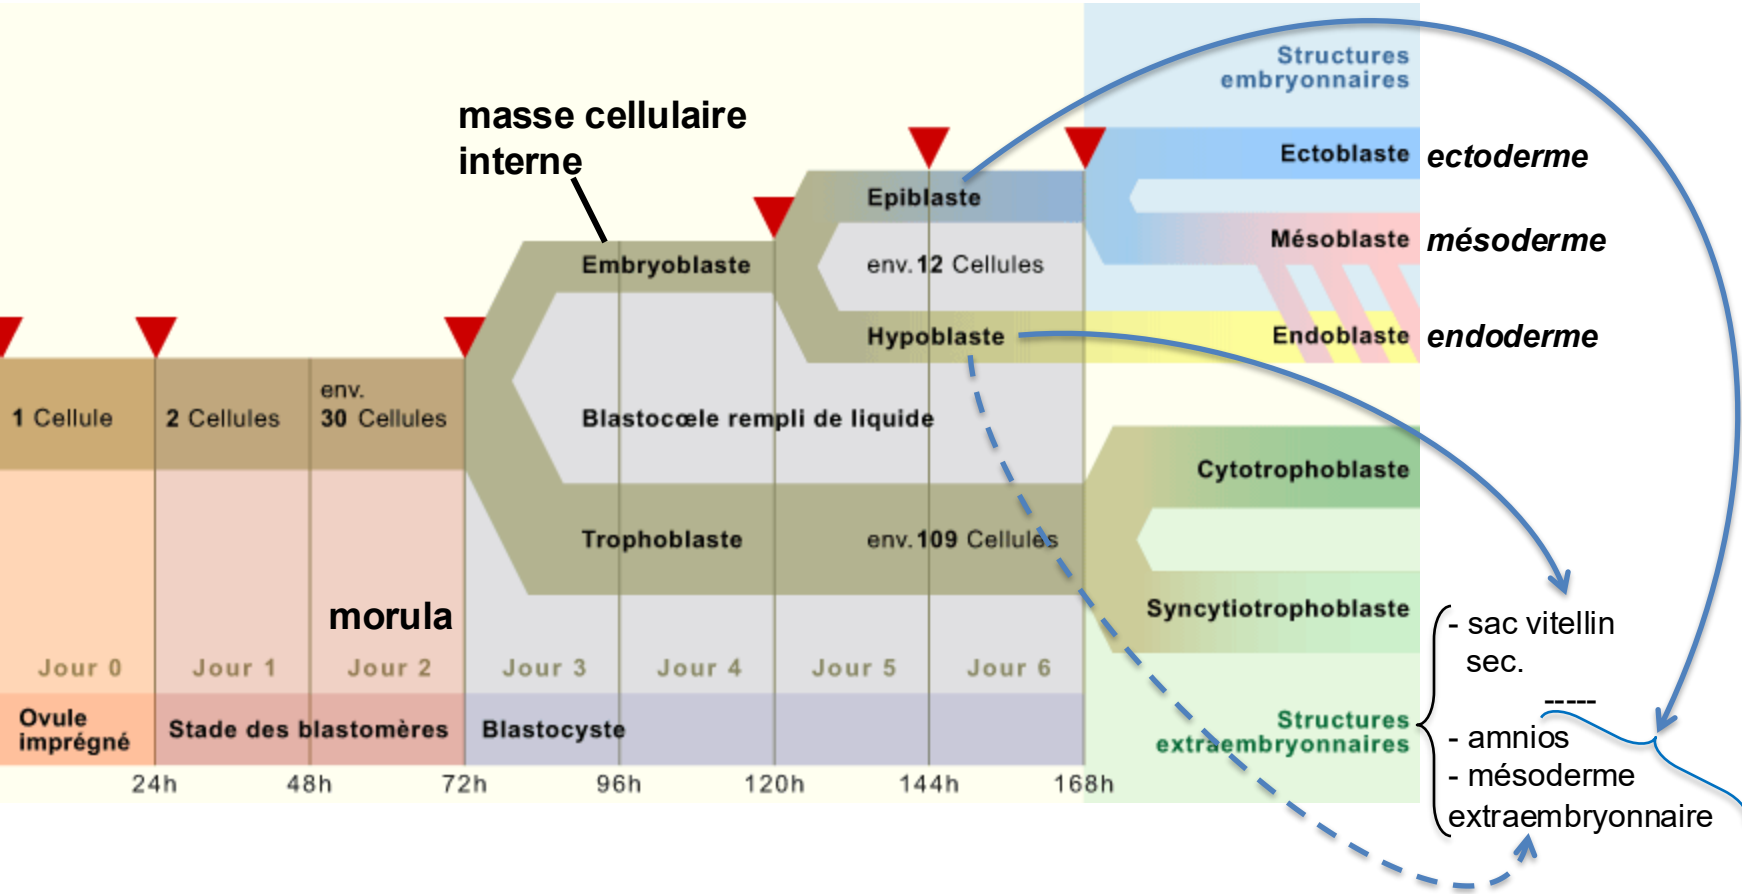 Structures
embryonnaires
masse cellulaire
interne
Ectoblaste ectoderme
Epiblaste
Mésoblaste mésoderme
Embryoblaste
env. 12 Cellules
Hypoblaste
Endoblaste endoderme
1 Cellule
2 Cellules
env.
30 Cellules
Blastocœle rempli de liquide
Cytotrophoblaste
Trophoblaste
env. 109 Cellules
Syncytiotrophoblaste
morula
- sac vitellin
sec.
-----
- amnios
- mésoderme
extraembryonnaire
Jour 0
Jour 1
Jour 2
Jour 3
Jour 4
Jour 5
Jour 6
Ovule
imprégné
Stade des blastomères
Blastocyste
Structures
extraembryonnaires
24h
48h
72h
96h
120h
144h
168h